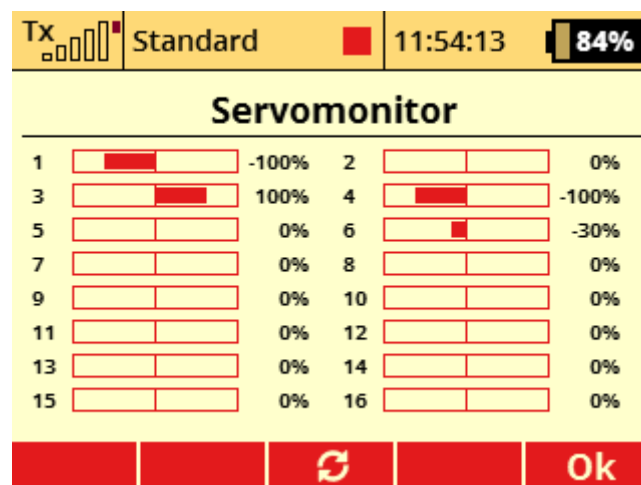 Tx Standard 11:54:13 84%
Servomonitor
1 -100% 2 0%
3 100% 4 -100%
5 0% 6 -30%
7 0% 8 0%
9 0% 10 0%
11 0% 12 0%
13 0% 14 0%
15 0% 16 0%
Ok